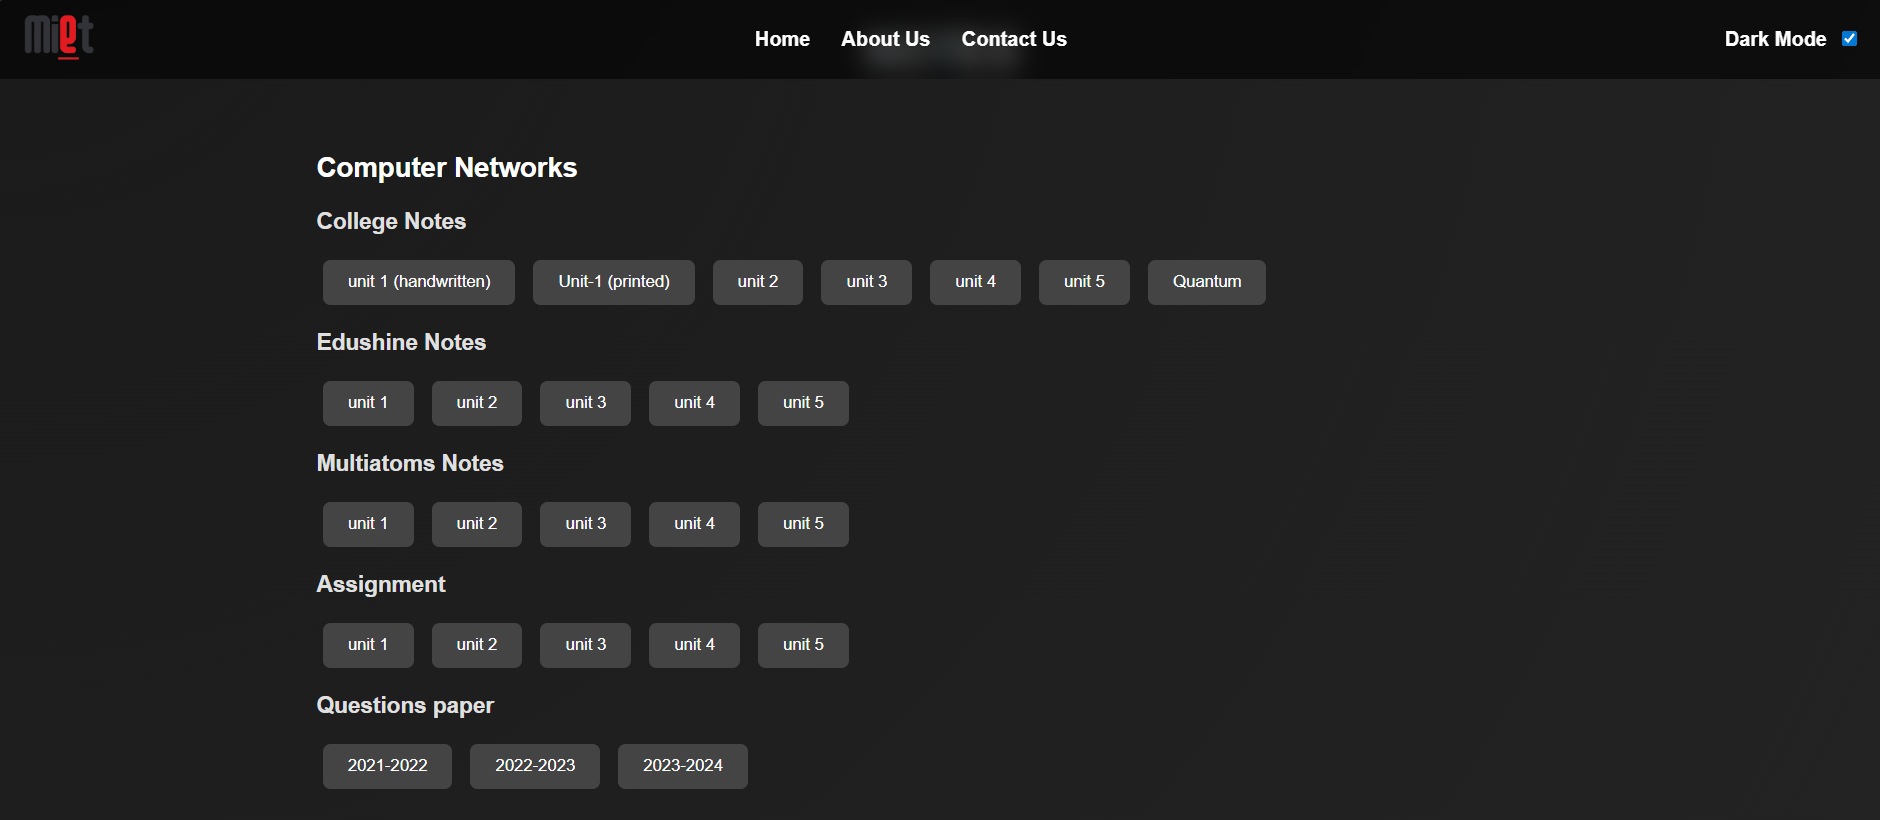 miet
Home About Us Contact Us
Dark Mode
Computer Networks
College Notes
unit 1 (handwritten) Unit-1 (printed) unit 2 unit 3 unit 4 unit 5 Quantum
Edushine Notes
unit 1 unit 2 unit 3 unit 4 unit 5
Multiatoms Notes
unit 1 unit 2 unit 3 unit 4 unit 5
Assignment
unit 1 unit 2 unit 3 unit 4 unit 5
Questions paper
2021-2022 2022-2023 2023-2024